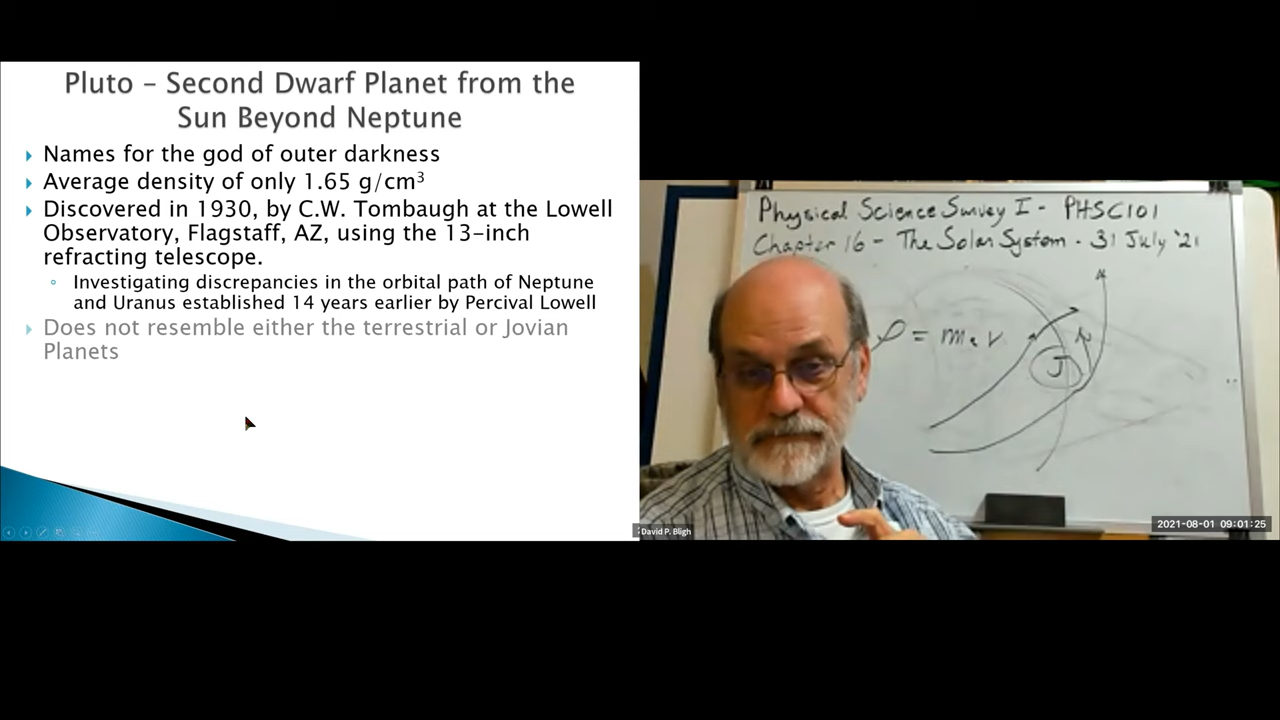 Pluto – Second Dwarf Planet from the
Sun Beyond Neptune
Names for the god of outer darkness
Average density of only 1.65 g/cm³
Discovered in 1930, by C.W. Tombaugh at the Lowell
Observatory, Flagstaff, AZ, using the 13-inch
refracting telescope.
Investigating discrepancies in the orbital path of Neptune
and Uranus established 14 years earlier by Percival Lowell
Does not resemble either the terrestrial or Jovian
Planets
Physical Science Survey I - PHSC101
Chapter 16 - The Solar System - 31 July '21
J
David P. Bligh
2021-08-01 09:01:25